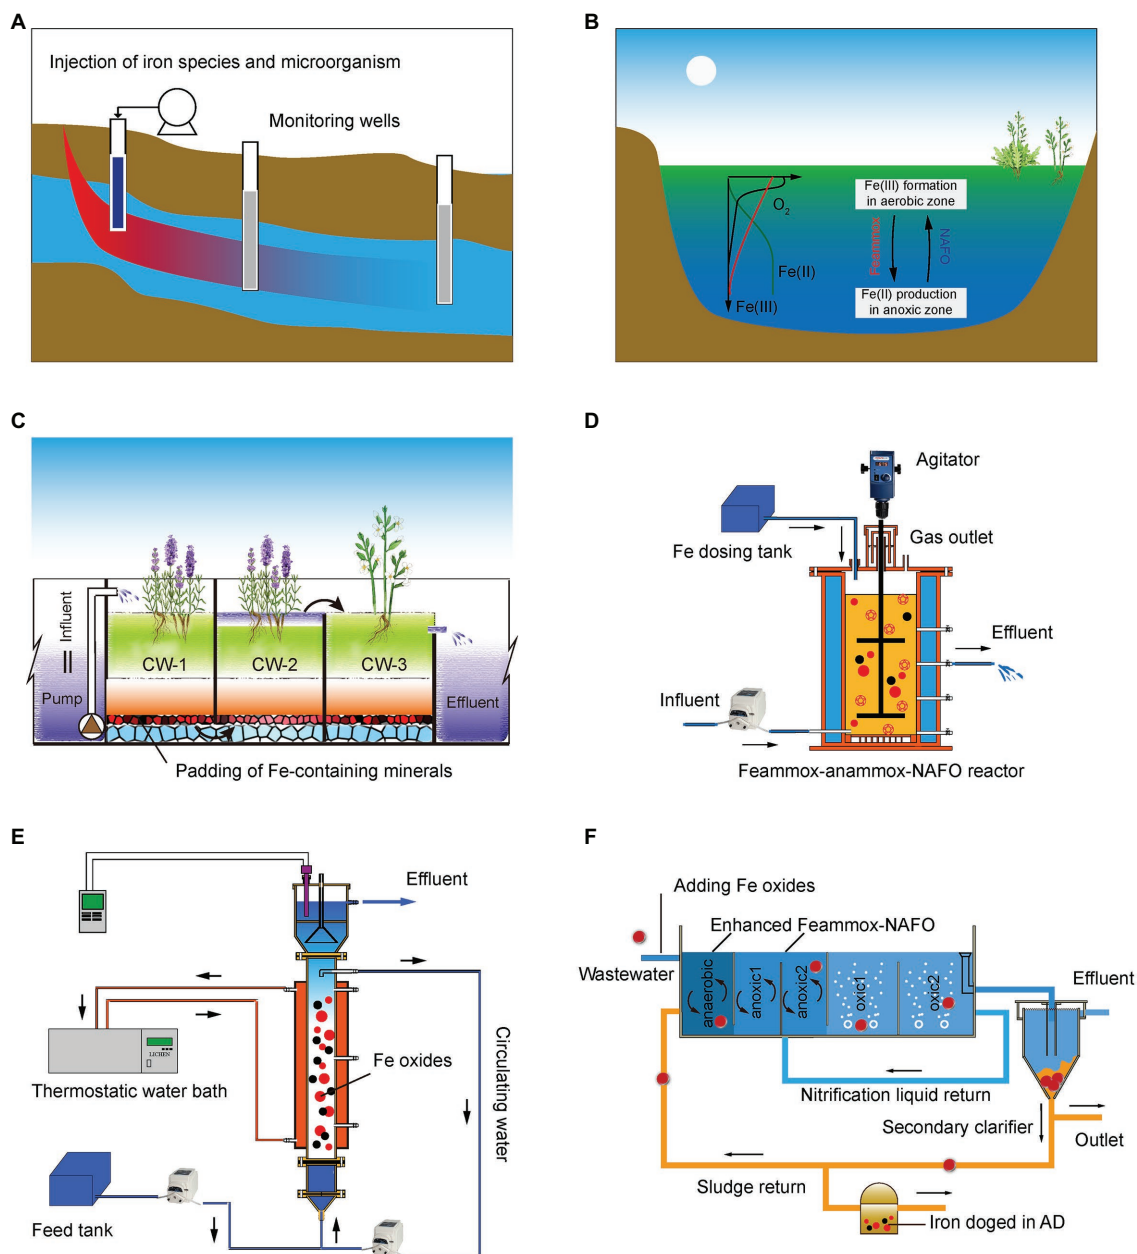 A
Injection of iron species and microorganism
Monitoring wells
B
O2
Fe(II)
Fe(III)
Fe(III) formation
in aerobic zone
Feammox
NAFO
Fe(II) production
in anoxic zone
C
Influent
Pump
CW-1
CW-2
CW-3
Effluent
Padding of Fe-containing minerals
D
Agitator
Fe dosing tank
Gas outlet
Effluent
Influent
Feammox-anammox-NAFO reactor
E
Effluent
LICHEN
Thermostatic water bath
Fe oxides
Circulating water
Feed tank
F
Adding Fe oxides
Enhanced Feammox-NAFO
Wastewater
anaerobic
anoxic1
anoxic2
oxic1
oxic2
Effluent
Nitrification liquid return
Secondary clarifier
Outlet
Sludge return
Iron doged in AD